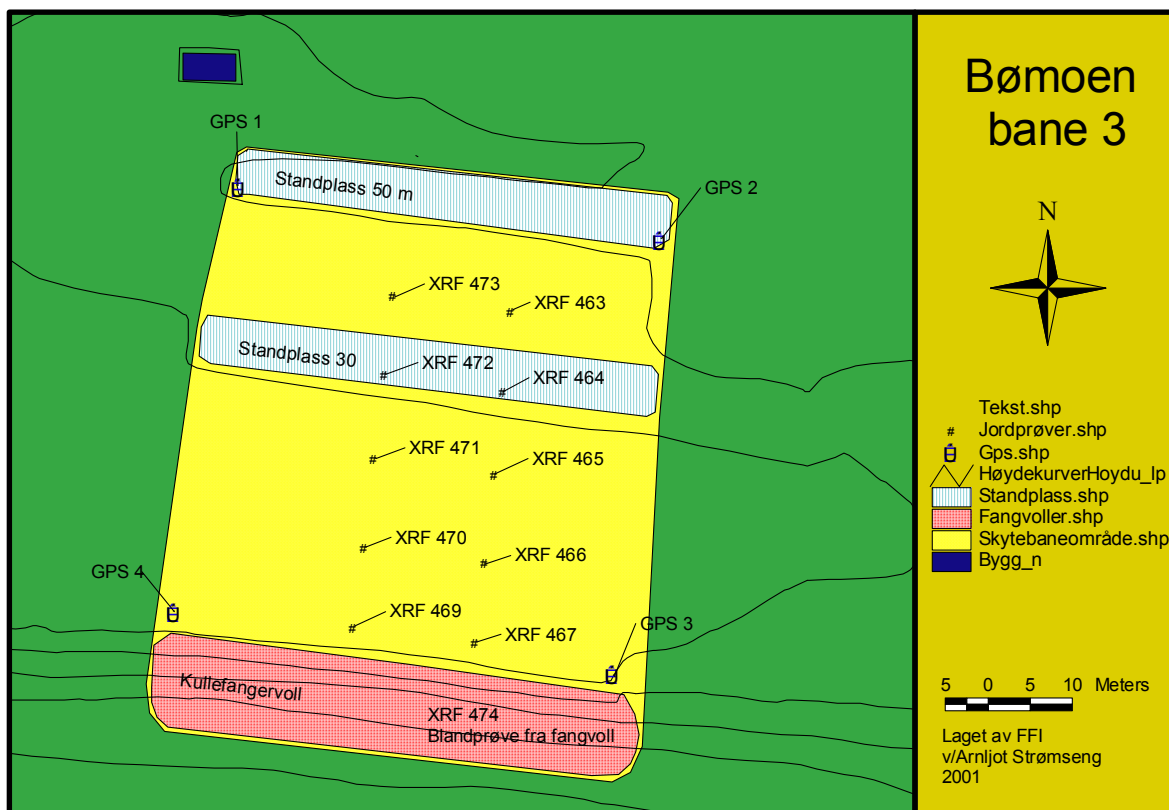 Bømoen
bane 3
GPS 1
Standplass 50 m
GPS 2
N
XRF 473
XRF 463
Standplass 30
XRF 472
XRF 464
XRF 471
XRF 465
XRF 470
XRF 466
GPS 4
XRF 469
XRF 467
GPS 3
Kullefangervoll
XRF 474
Blandprøve fra fangvoll
Tekst.shp
# Jordprøver.shp
Gps.shp
HøydekurverHoydu_lp
Standplass.shp
Fangvoller.shp
Skytebaneområde.shp
Bygg_n
5 0 5 10 Meters
Laget av FFI
v/Arnljot Strømseng
2001